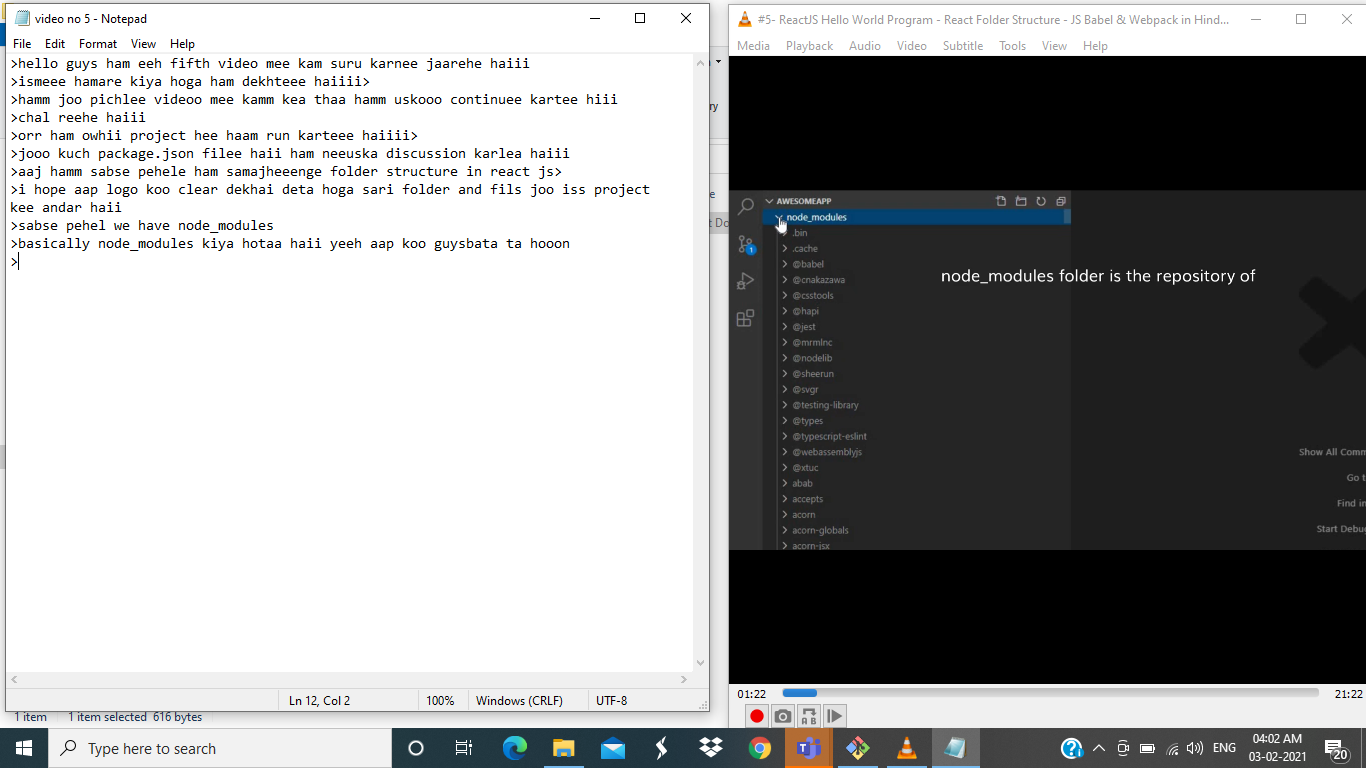 video no 5 - Notepad
File Edit Format View Help
>hello guys ham eeh fifth video mee kam suru karnee jaarehe haiii
>ismeee hamare kiya hoga ham dekhteee haiiii>
>hamm joo pichlee videoo mee kamm kea thaa hamm uskooo continuee kartee hiii
>chal reehe haiii
>orr ham owhii project hee haam run karteee haiiii>
>jooo kuch package.json filee haii ham neeuska discussion karlea haiii
>aaj hamm sabse pehele ham samajheeenge folder structure in react js>
>i hope aap logo koo clear dekhai deta hoga sari folder and fils joo iss project
kee andar haii
>sabse pehel we have node_modules
>basically node_modules kiya hotaa haii yeeh aap koo guysbata ta hooon
>
Ln 12, Col 2 100% Windows (CRLF) UTF-8
1 item 1 item selected 616 bytes
#5- ReactJS Hello World Program - React Folder Structure - JS Babel & Webpack in Hind...
Media Playback Audio Video Subtitle Tools View Help
AWESOMEAPP
node_modules
.bin
.cache
@babel
@cnakazawa
@csstools
@hapi
@jest
@mrmlnc
@nodelib
@sheerun
@svgr
@testing-library
@types
@typescript-eslint
@webassemblyjs
@xtuc
abab
accepts
acorn
acorn-globals
acorn-jsx
1
node_modules folder is the repository of
Show All Comm
Go t
Find in
Start Debu
01:22 21:22
A B
Type here to search
ENG
04:02 AM
03-02-2021
20